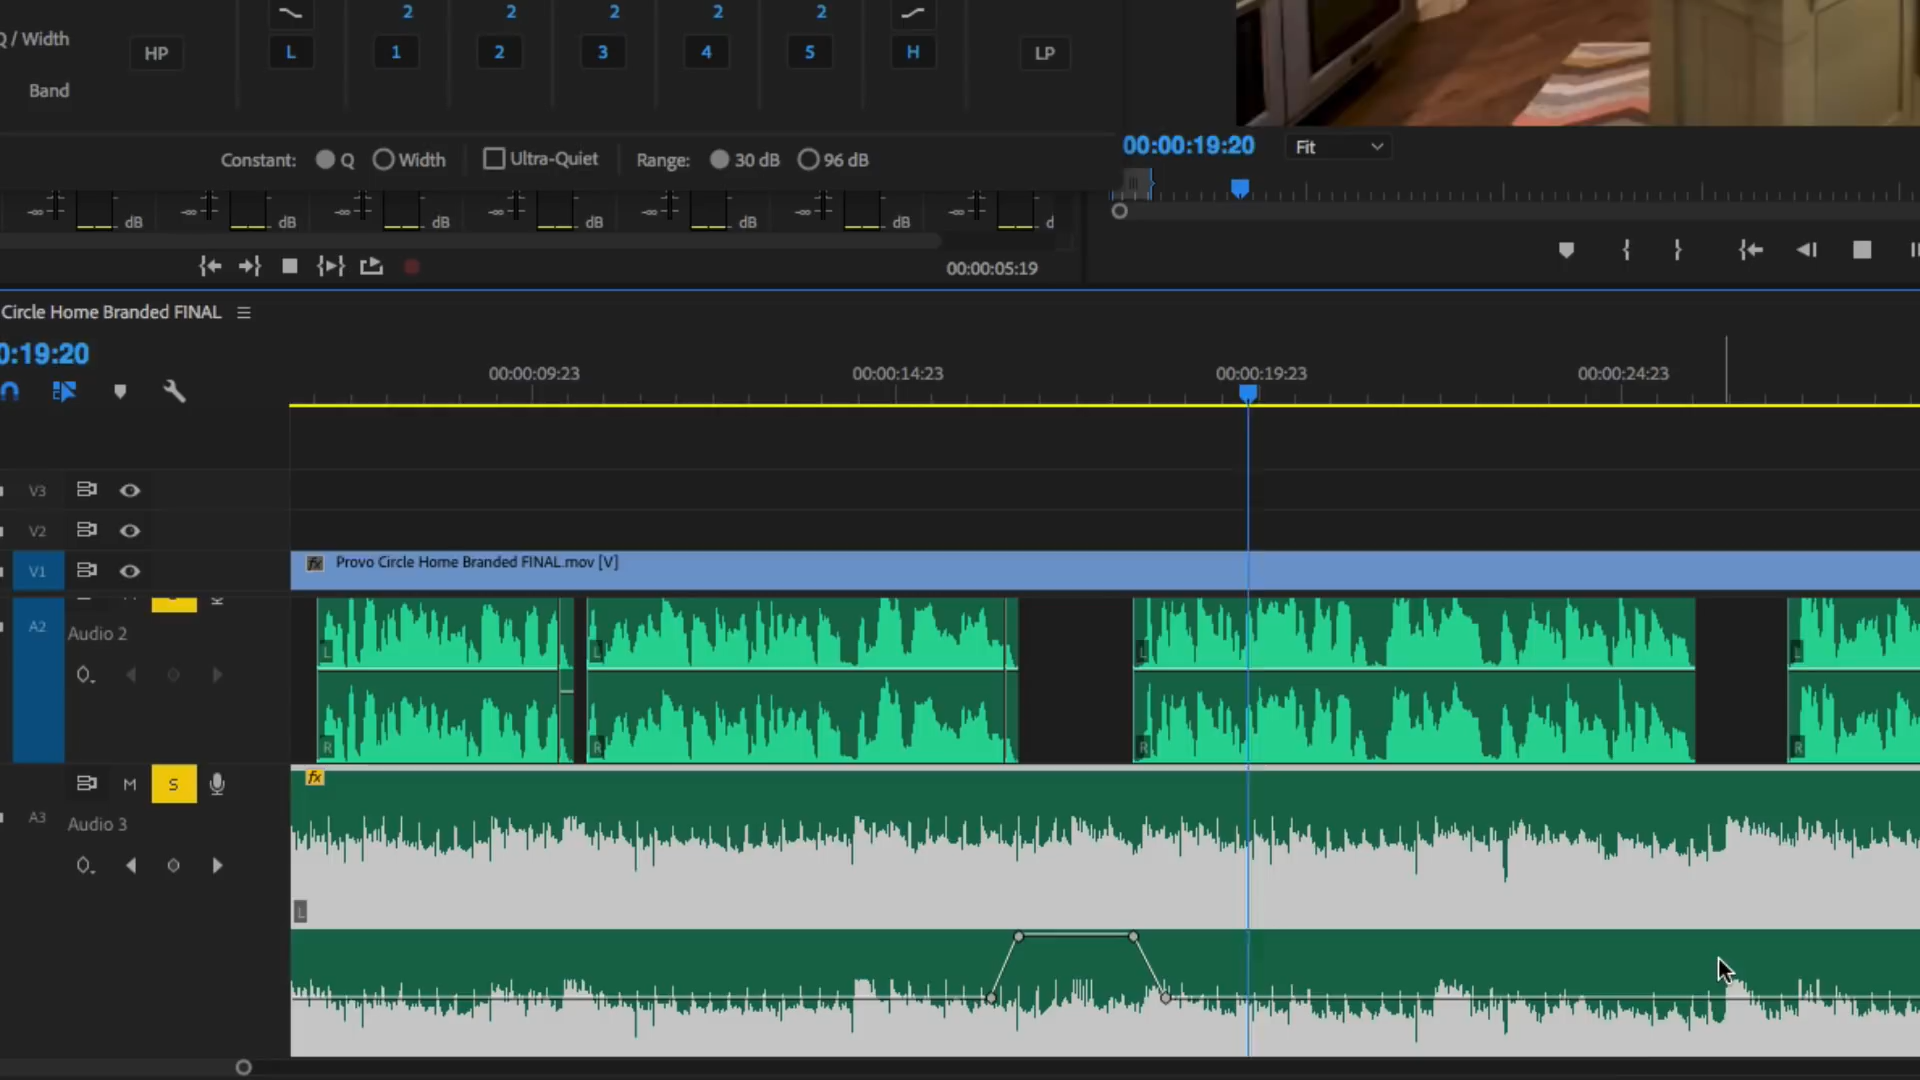 2 2 2 2 2
/ Width HP L 1 2 3 4 5 H LP
Band
Constant: Q Width Ultra-Quiet Range: 30 dB 96 dB
00:00:19:20 Fit
-∞ dB -∞ dB -∞ dB -∞ dB -∞ dB -∞ dB -∞ d
00:00:05:19
Circle Home Branded FINAL
0:19:20
00:00:09:23 00:00:14:23 00:00:19:23 00:00:24:23
V3
V2
V1 fx Provo Circle Home Branded FINAL.mov [V]
A2 Audio 2
L L L L
R R R R
M S fx
A3 Audio 3
L